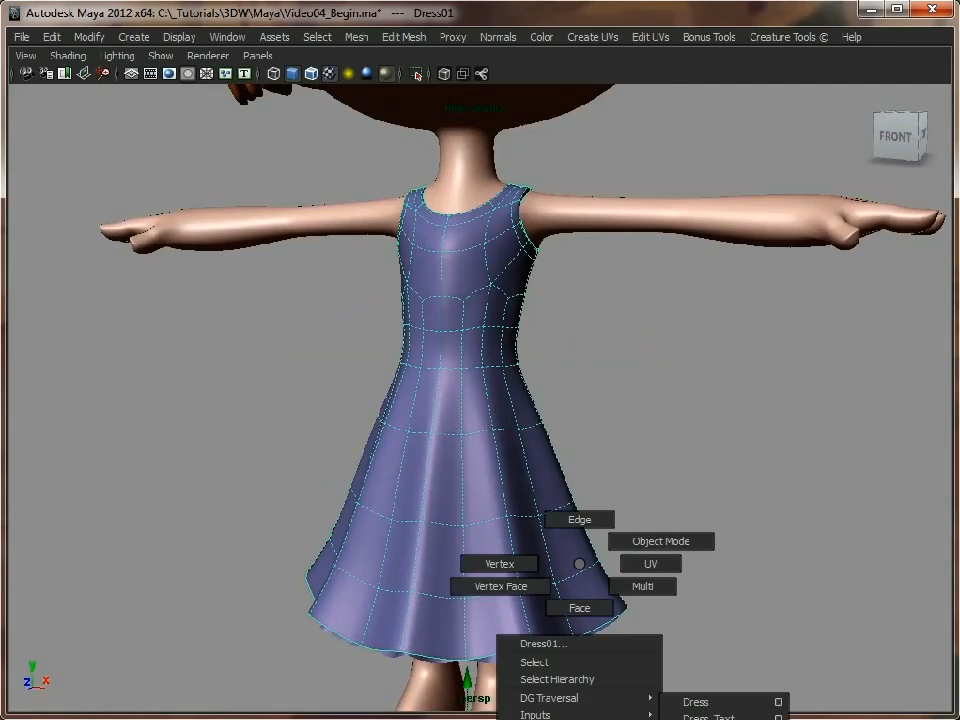 Autodesk Maya 2012 x64: C:\_Tutorials\3DW\Maya\Video04_Begin.ma* --- Dress01
File Edit Modify Create Display Window Assets Select Mesh Edit Mesh Proxy Normals Color Create UVs Edit UVs Bonus Tools Creature Tools © Help
View Shading Lighting Show Renderer Panels
FRONT
Edge
Object Mode
Vertex UV
Vertex Face Multi
Face
Dress01...
Select
Select Hierarchy
DG Traversal
persp
Dress
Inputs
Dress_Text
y
z x